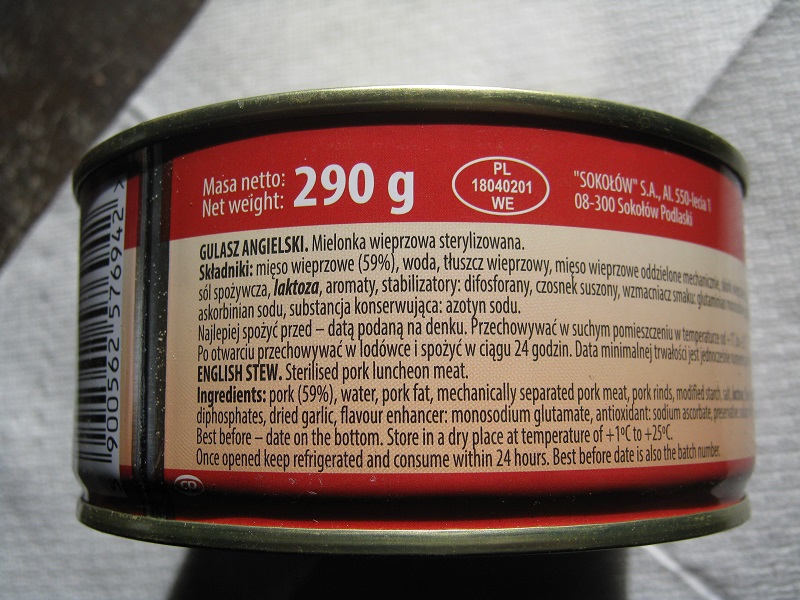 Masa netto:
Net weight:
290 g
PL
18040201
WE
"SOKOŁÓW" S.A., Al. 550-lecia 1
08-300 Sokołów Podlaski
GULASZ ANGIELSKI. Mielonka wieprzowa sterylizowana.
Składniki: mięso wieprzowe (59%), woda, tłuszcz wieprzowy, mięso wieprzowe oddzielone mechanicznie,
sól spożywcza, laktoza, aromaty, stabilizatory: difosforany, czosnek suszony, wzmacniacz smaku: glutaminian
askorbinian sodu, substancja konserwująca: azotyn sodu.
Najlepiej spożyć przed – datą podaną na denku. Przechowywać w suchym pomieszczeniu w temperaturze od +1°C
Po otwarciu przechowywać w lodówce i spożyć w ciągu 24 godzin. Data minimalnej trwałości jest jednocześnie
ENGLISH STEW. Sterilised pork luncheon meat.
Ingredients: pork (59%), water, pork fat, mechanically separated pork meat, pork rinds, modified starch, salt,
diphosphates, dried garlic, flavour enhancer: monosodium glutamate, antioxidant: sodium ascorbate,
Best before – date on the bottom. Store in a dry place at temperature of +1ºC to +25ºC.
Once opened keep refrigerated and consume within 24 hours. Best before date is also the batch number.
5 900562 576942 >